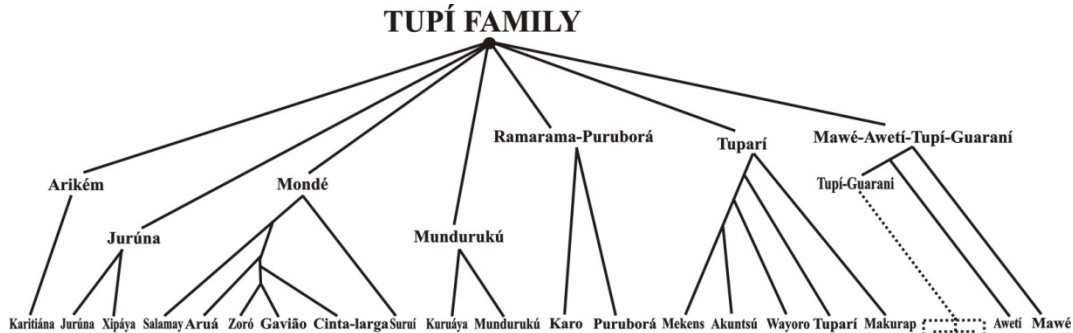 TUPÍ FAMILY
Ramarama-Puruborá
Tuparí
Mawé-Awetí-Tupí-Guaraní
Arikém
Mondé
Tupí-Guarani
Jurúna
Mundurukú
Karitiána Jurúna Xipáya Salamay Aruá Zoró Gavião Cinta-larga Suruí Kuruáya Mundurukú Karo Puruborá Mekens Akuntsú Wayoro Tuparí Makurap Awetí Mawé